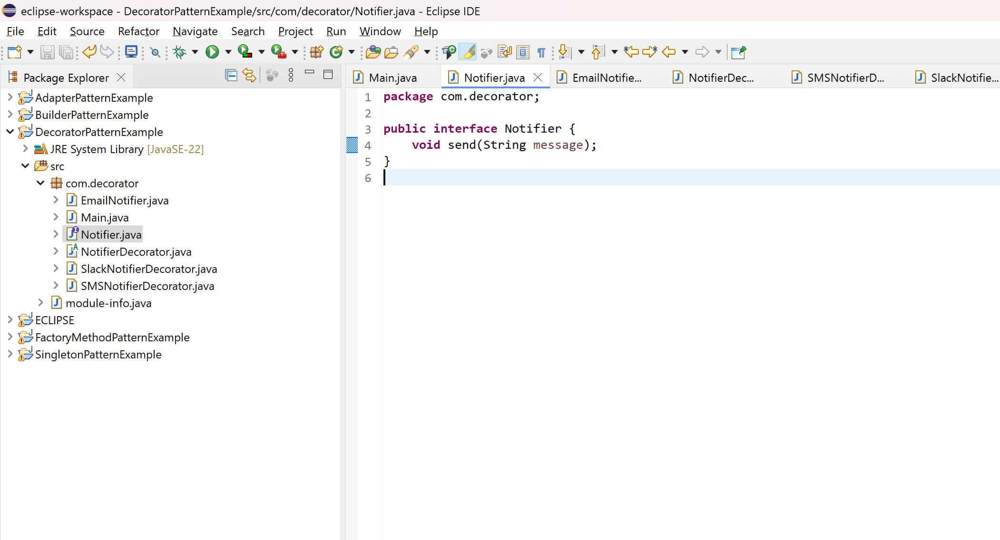 eclipse-workspace - DecoratorPatternExample/src/com/decorator/Notifier.java - Eclipse IDE
File Edit Source Refactor Navigate Search Project Run Window Help
Package Explorer
AdapterPatternExample
BuilderPatternExample
DecoratorPatternExample
JRE System Library [JavaSE-22]
src
com.decorator
EmailNotifier.java
Main.java
Notifier.java
NotifierDecorator.java
SlackNotifierDecorator.java
SMSNotifierDecorator.java
module-info.java
ECLIPSE
FactoryMethodPatternExample
SingletonPatternExample
Main.java Notifier.java EmailNotifie... NotifierDec... SMSNotifierD... SlackNotifie...
1 package com.decorator;
2
3 public interface Notifier {
4 void send(String message);
5 }
6